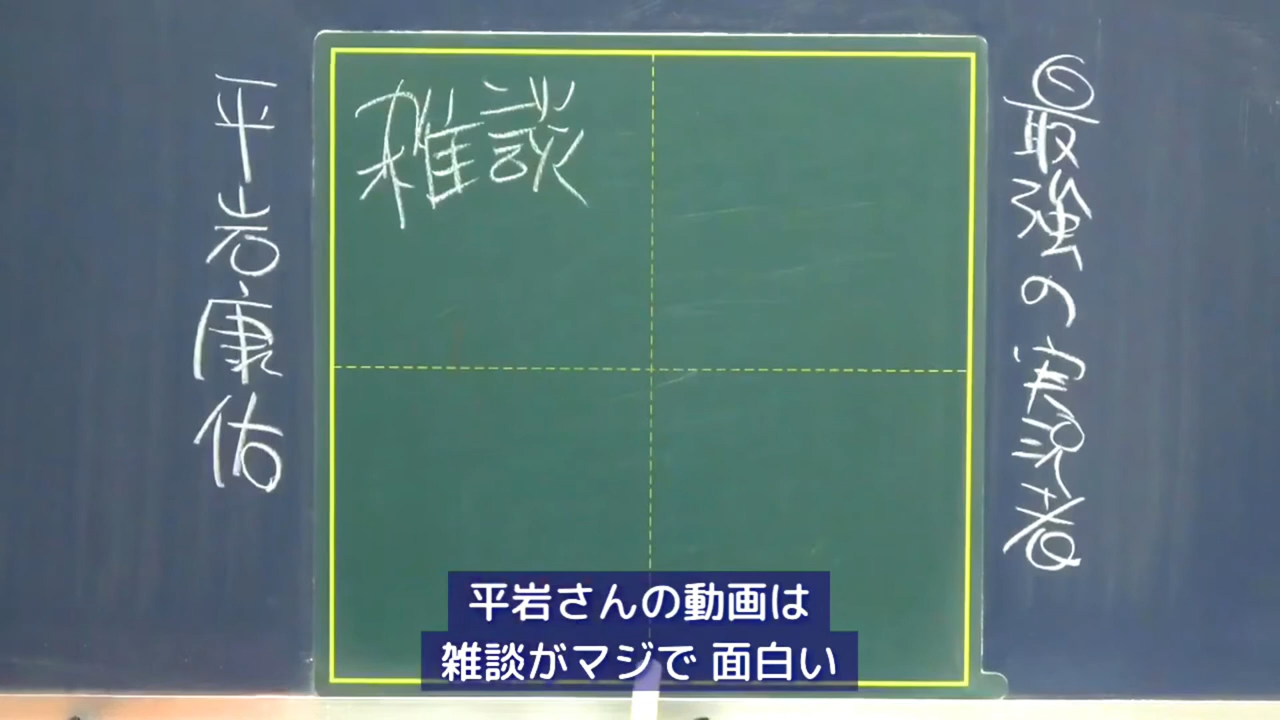 ◎最強の実況者
雑談
平岩康佑
平岩さんの動画は
雑談がマジで 面白い